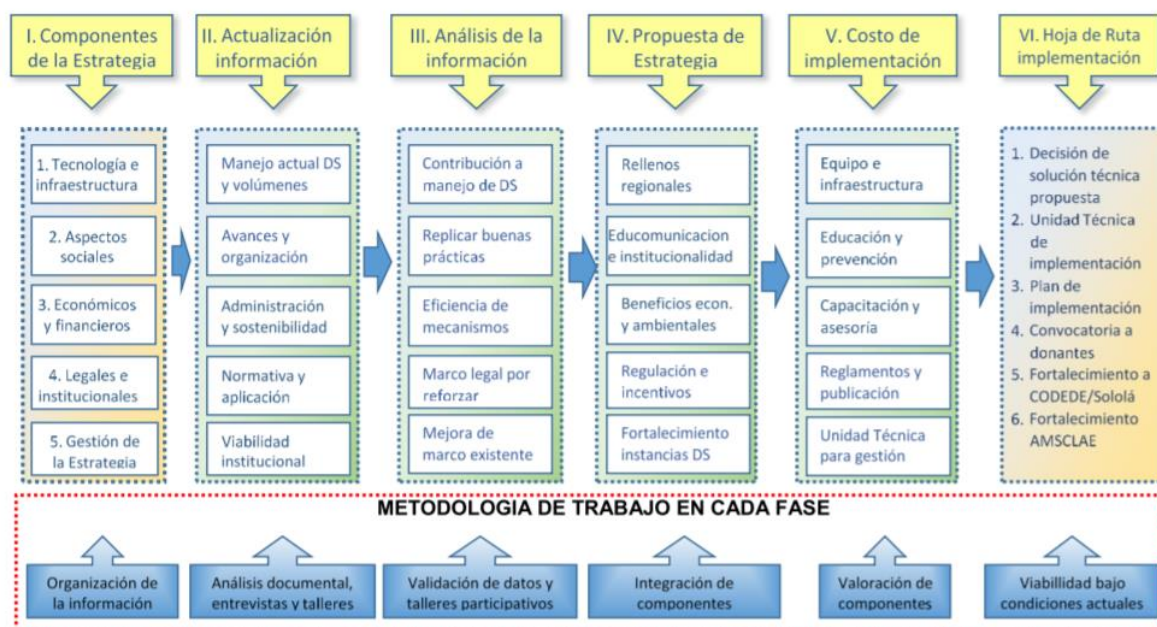 I. Componentes
de la Estrategia
II. Actualización
información
III. Análisis de la
información
IV. Propuesta de
Estrategia
V. Costo de
implementación
VI. Hoja de Ruta
implementación
1. Tecnología e
infraestructura
2. Aspectos
sociales
3. Económicos
y financieros
4. Legales e
institucionales
5. Gestión de
la Estrategia
Manejo actual DS
y volúmenes
Avances y
organización
Administración
y sostenibilidad
Normativa y
aplicación
Viabilidad
institucional
Contribución a
manejo de DS
Replicar buenas
prácticas
Eficiencia de
mecanismos
Marco legal por
reforzar
Mejora de
marco existente
Rellenos
regionales
Educomunicacion
e institucionalidad
Beneficios econ.
y ambientales
Regulación e
incentivos
Fortalecimiento
instancias DS
Equipo e
infraestructura
Educación y
prevención
Capacitación y
asesoría
Reglamentos y
publicación
Unidad Técnica
para gestión
1. Decisión de
solución técnica
propuesta
2. Unidad Técnica
de
implementación
3. Plan de
implementación
4. Convocatoria a
donantes
5. Fortalecimiento a
CODEDE/Sololá
6. Fortalecimiento
AMSCLAE
METODOLOGIA DE TRABAJO EN CADA FASE
Organización de
la información
Análisis documental,
entrevistas y talleres
Validación de datos y
talleres participativos
Integración de
componentes
Valoración de
componentes
Viabillidad bajo
condiciones actuales